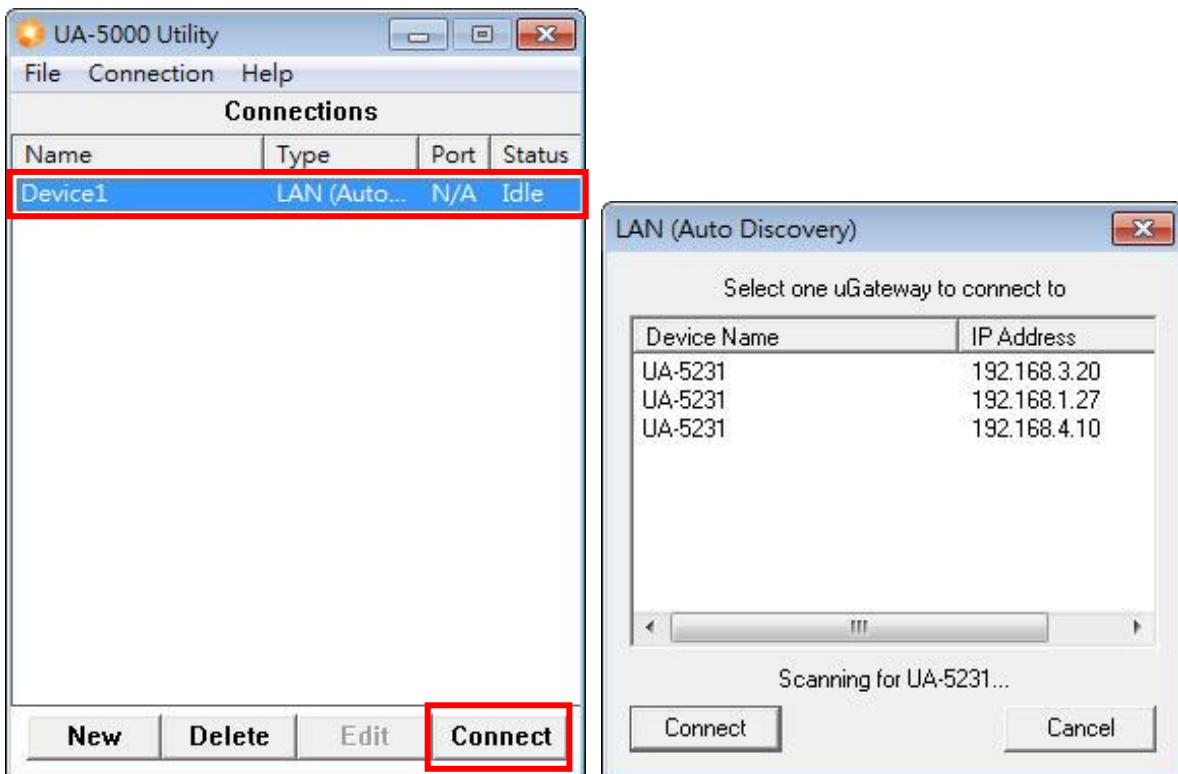 UA-5000 Utility
File Connection Help
Connections
Name Type Port Status
Device1 LAN (Auto... N/A Idle
New Delete Edit Connect
LAN (Auto Discovery)
Select one uGateway to connect to
Device Name IP Address
UA-5231 192.168.3.20
UA-5231 192.168.1.27
UA-5231 192.168.4.10
Scanning for UA-5231...
Connect Cancel